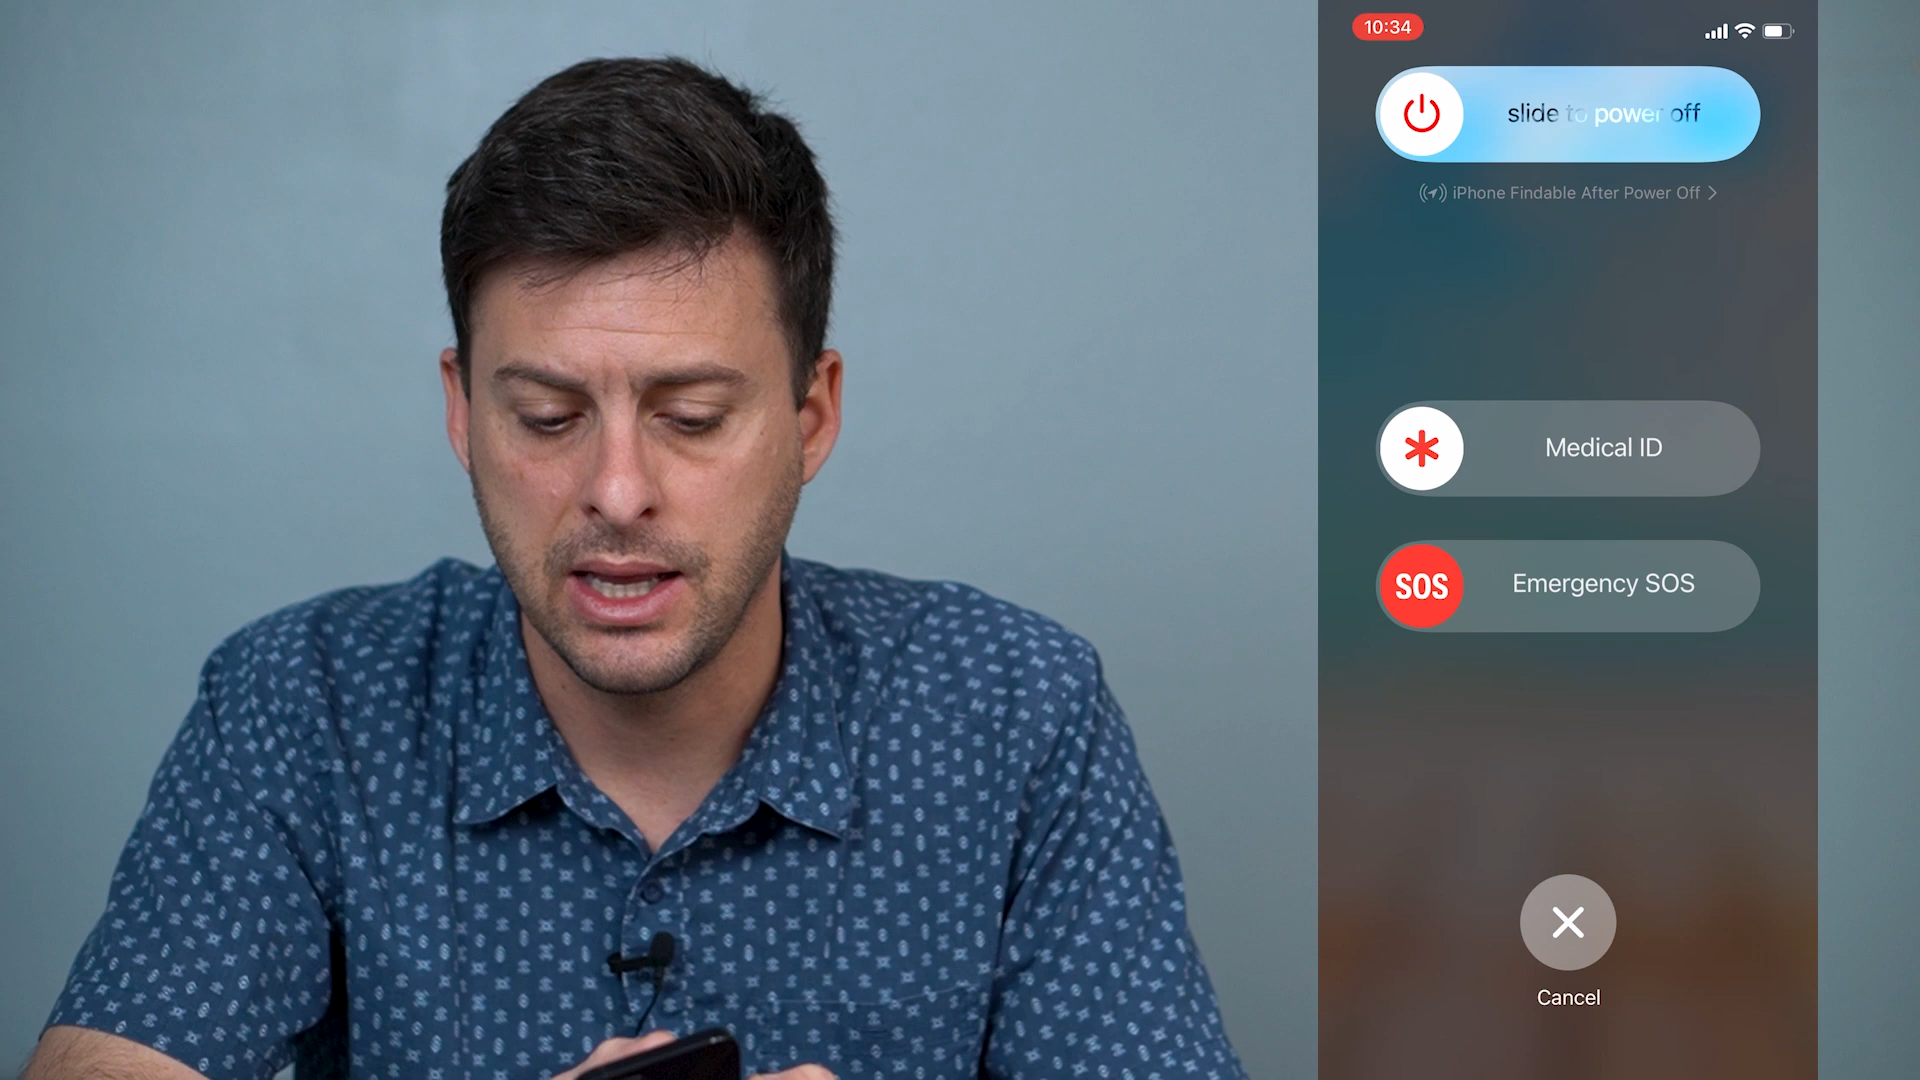 10:34
slide to power off
iPhone Findable After Power Off
Medical ID
SOS Emergency SOS
Cancel